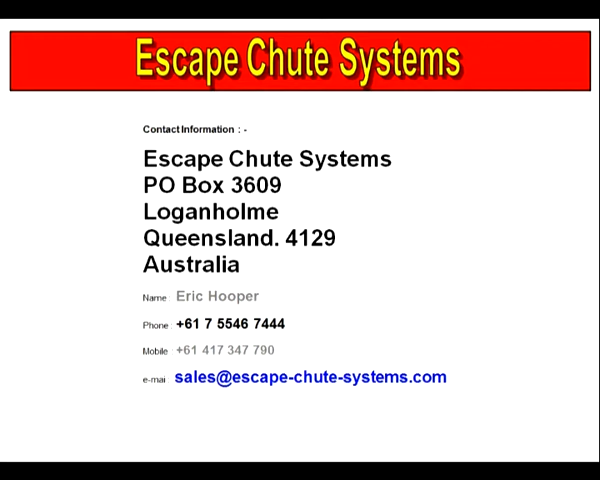 Escape Chute Systems
Contact Information : -
Escape Chute Systems
PO Box 3609
Loganholme
Queensland. 4129
Australia
Name : Eric Hooper
Phone : +61 7 5546 7444
Mobile : +61 417 347 790
e-mai sales@escape-chute-systems.com